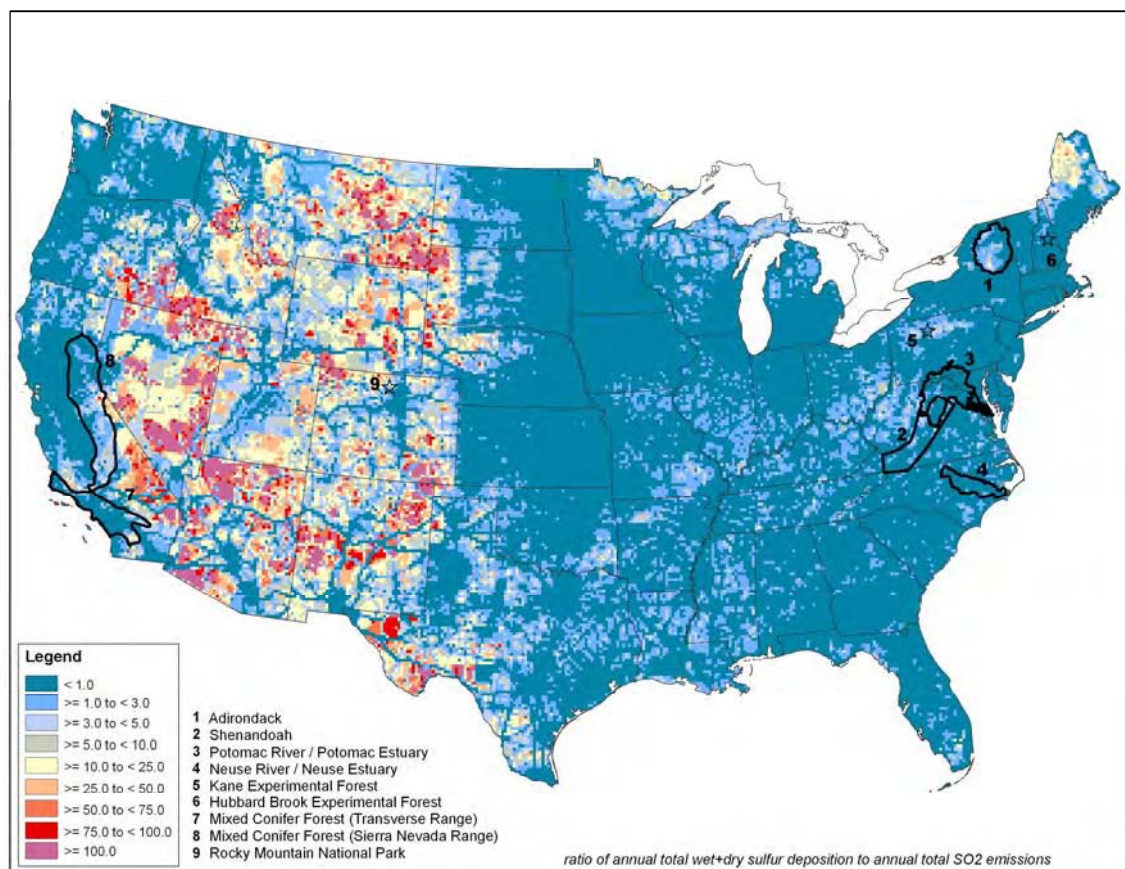 1
6
5
3
8
9
2
4
7
Legend
< 1.0
>= 1.0 to < 3.0
>= 3.0 to < 5.0
>= 5.0 to < 10.0
>= 10.0 to < 25.0
>= 25.0 to < 50.0
>= 50.0 to < 75.0
>= 75.0 to < 100.0
>= 100.0
1 Adirondack
2 Shenandoah
3 Potomac River / Potomac Estuary
4 Neuse River / Neuse Estuary
5 Kane Experimental Forest
6 Hubbard Brook Experimental Forest
7 Mixed Conifer Forest (Transverse Range)
8 Mixed Conifer Forest (Sierra Nevada Range)
9 Rocky Mountain National Park
ratio of annual total wet+dry sulfur deposition to annual total SO2 emissions